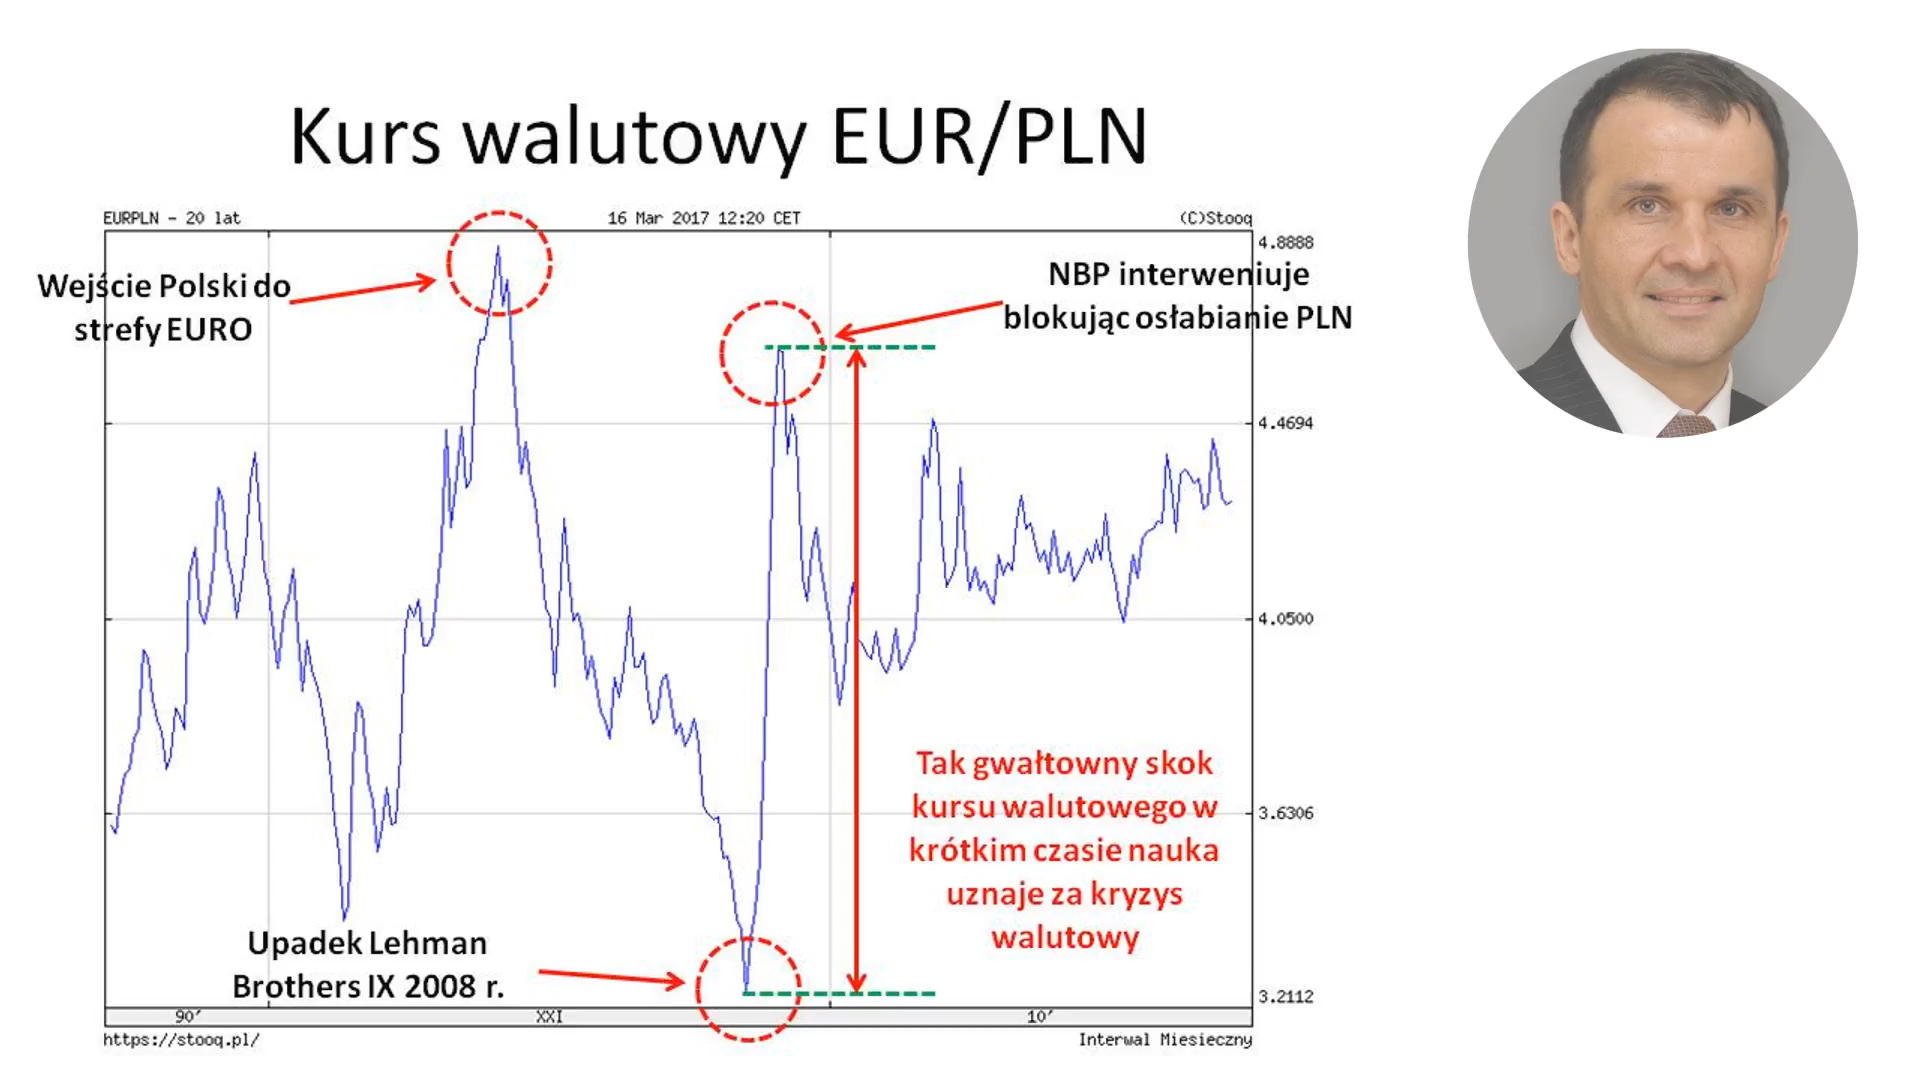 Kurs walutowy EUR/PLN
EURPLN - 20 lat
16 Mar 2017 12:20 CET
(C)Stooq
4.8888
Wejście Polski do
strefy EURO
NBP interweniuje
blokując osłabianie PLN
4.4694
4.0500
3.6306
Tak gwałtowny skok
kursu walutowego w
krótkim czasie nauka
uznaje za kryzys
walutowy
Upadek Lehman
Brothers IX 2008 r.
3.2112
90′
XXI
10′
https://stooq.pl/
Interwal Miesieczny